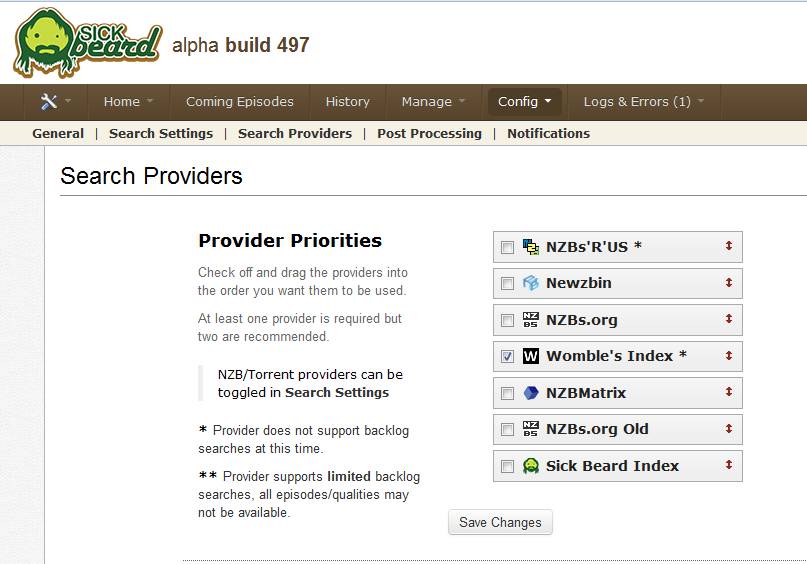 SICK
beard
alpha build 497
Home
Coming Episodes
History
Manage
Config
Logs & Errors (1)
General | Search Settings | Search Providers | Post Processing | Notifications
Search Providers
Provider Priorities
Check off and drag the providers into
the order you want them to be used.
At least one provider is required but
two are recommended.
NZB/Torrent providers can be
toggled in Search Settings
* Provider does not support backlog
searches at this time.
** Provider supports limited backlog
searches, all episodes/qualities may
not be available.
NZBs'R'US *
Newzbin
NZBs.org
W Womble's Index *
NZBMatrix
NZBs.org Old
Sick Beard Index
Save Changes